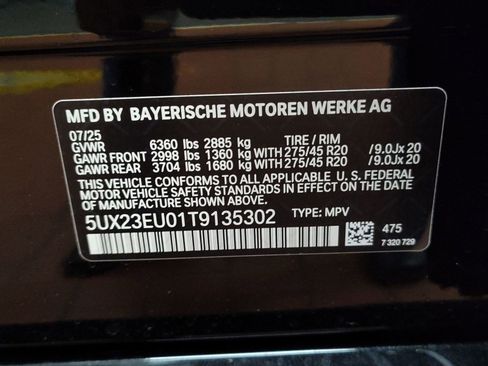 MFD BY BAYERISCHE MOTOREN WERKE AG
07/25
GVWR 6360 lbs 2885 kg TIRE / RIM
GAWR FRONT 2998 lbs 1360 kg WITH 275/45 R20 /9.0Jx 20
GAWR REAR 3704 lbs 1680 kg WITH 275/45 R20 /9.0Jx 20
THIS VEHICLE CONFORMS TO ALL APPLICABLE U. S. FEDERAL
MOTOR VEHICLE SAFETY STANDARDS IN EFFECT ON THE DATE OF
MANUFACTURE SHOWN ABOVE.
5UX23EU01T9135302 TYPE: MPV
475
7 320 729